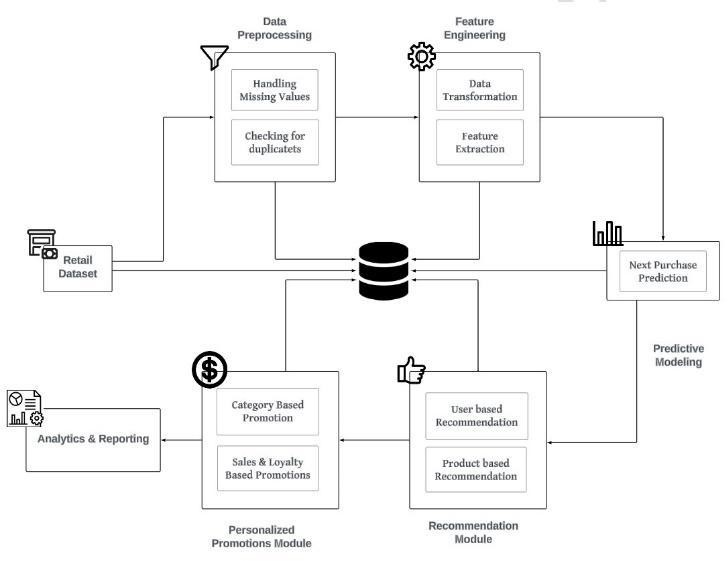 Data
Preprocessing
Feature
Engineering
Handling
Missing Values
Checking for
duplicatets
Data
Transformation
Feature
Extraction
Retail
Dataset
Next Purchase
Prediction
Predictive
Modeling
Category Based
Promotion
Sales & Loyalty
Based Promotions
User based
Recommendation
Product based
Recommendation
Analytics & Reporting
Personalized
Promotions Module
Recommendation
Module